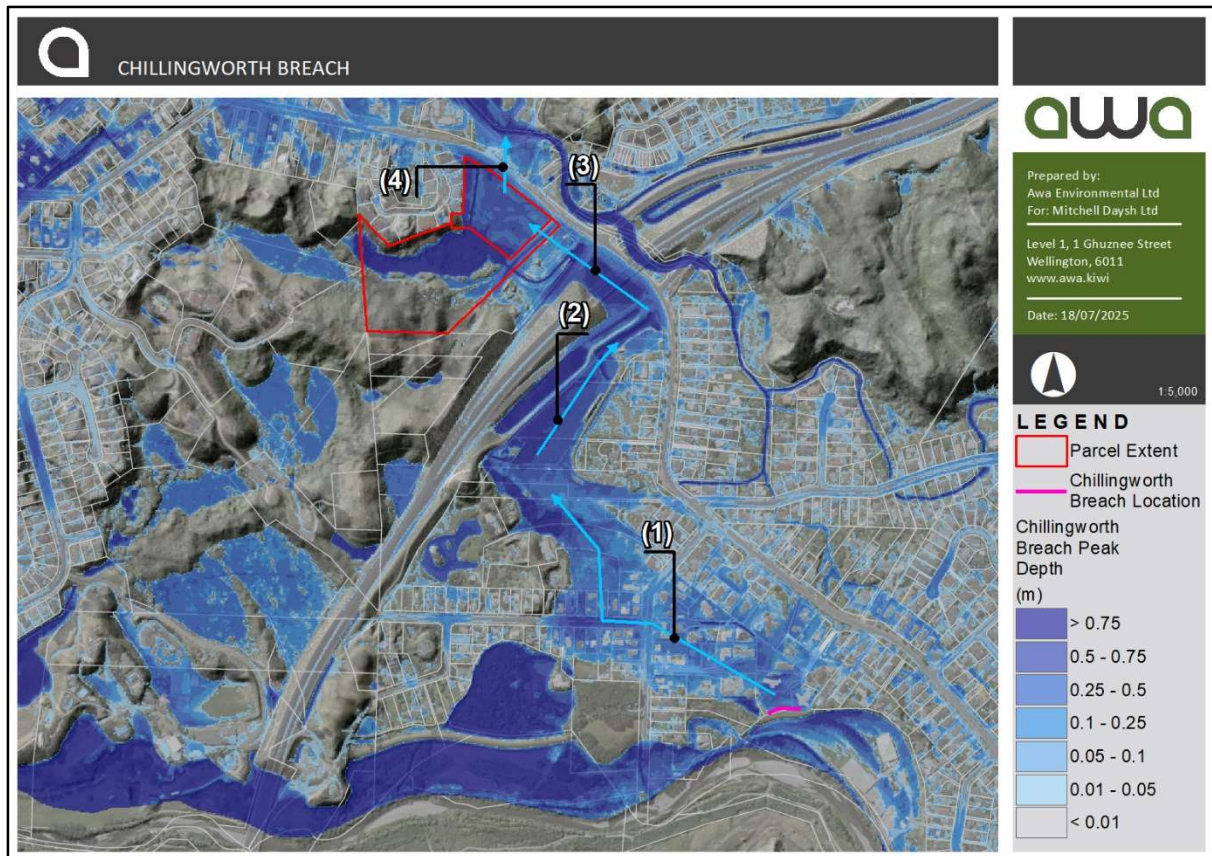 CHILLINGWORTH BREACH
awa
Prepared by:
Awa Environmental Ltd
For: Mitchell Daysh Ltd
Level 1, 1 Ghuznee Street
Wellington, 6011
www.awa.kiwi
Date: 18/07/2025
1:5,000
LEGEND
Parcel Extent
Chillingworth
Breach Location
Chillingworth
Breach Peak
Depth
(m)
> 0.75
0.5 - 0.75
0.25 - 0.5
0.1 - 0.25
0.05 - 0.1
0.01 - 0.05
< 0.01
(4)
(3)
(2)
(1)